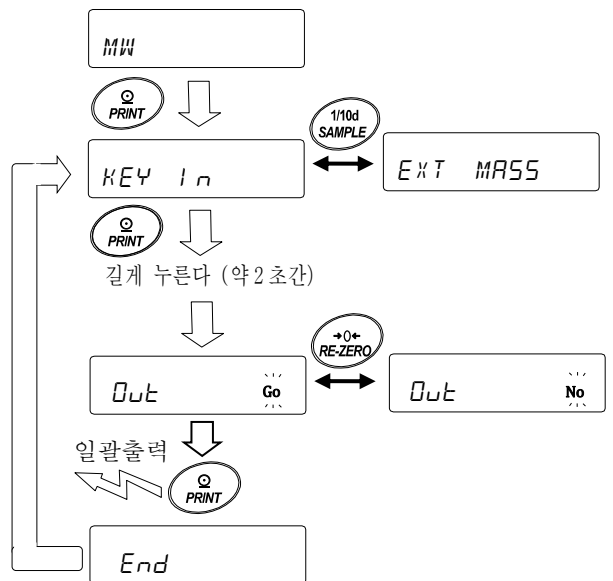 MW
PRINT
1/10d
SAMPLE
KEY In
EXT MASS
PRINT
길게 누른다 (약 2 초간)
→0←
RE-ZERO
Out Go
Out No
일괄출력
PRINT
End